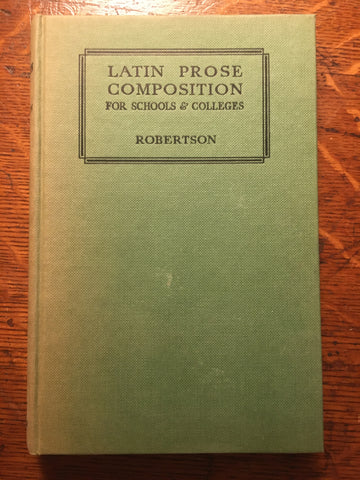 LATIN PROSE
COMPOSITION
FOR SCHOOLS & COLLEGES
ROBERTSON